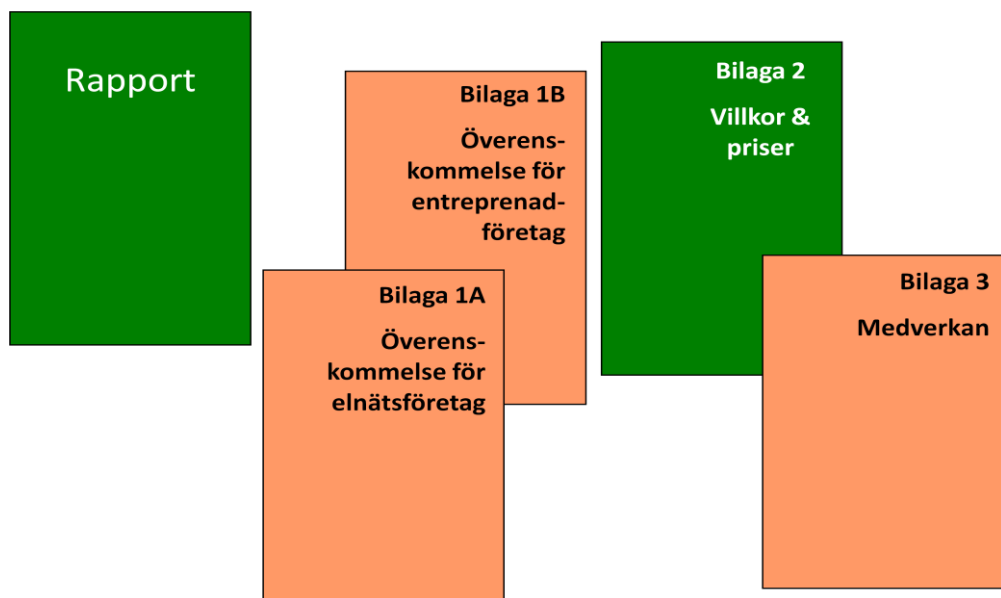 Rapport
Bilaga 1B
Överens-
kommelse för
entreprenad-
företag
Bilaga 1A
Överens-
kommelse för
elnätsföretag
Bilaga 2
Villkor &
priser
Bilaga 3
Medverkan